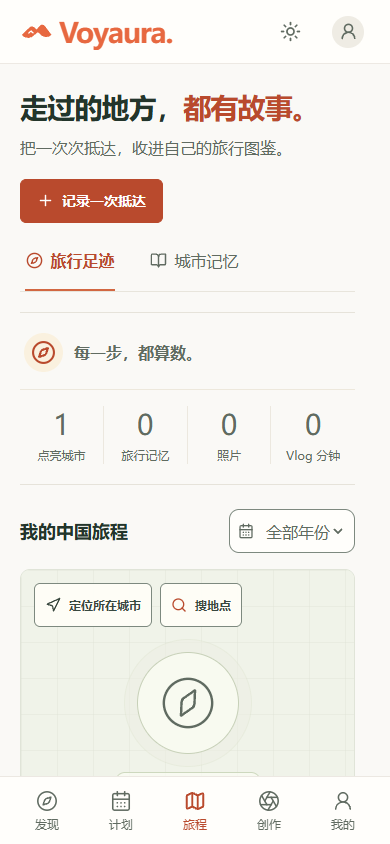 Voyaura.
走过的地方，都有故事。
把一次次抵达，收进自己的旅行图鉴。
记录一次抵达
旅行足迹 城市记忆
每一步，都算数。
1 0 0 0
点亮城市 旅行记忆 照片 Vlog 分钟
我的中国旅程 全部年份
定位所在城市 搜地点
发现 计划 旅程 创作 我的